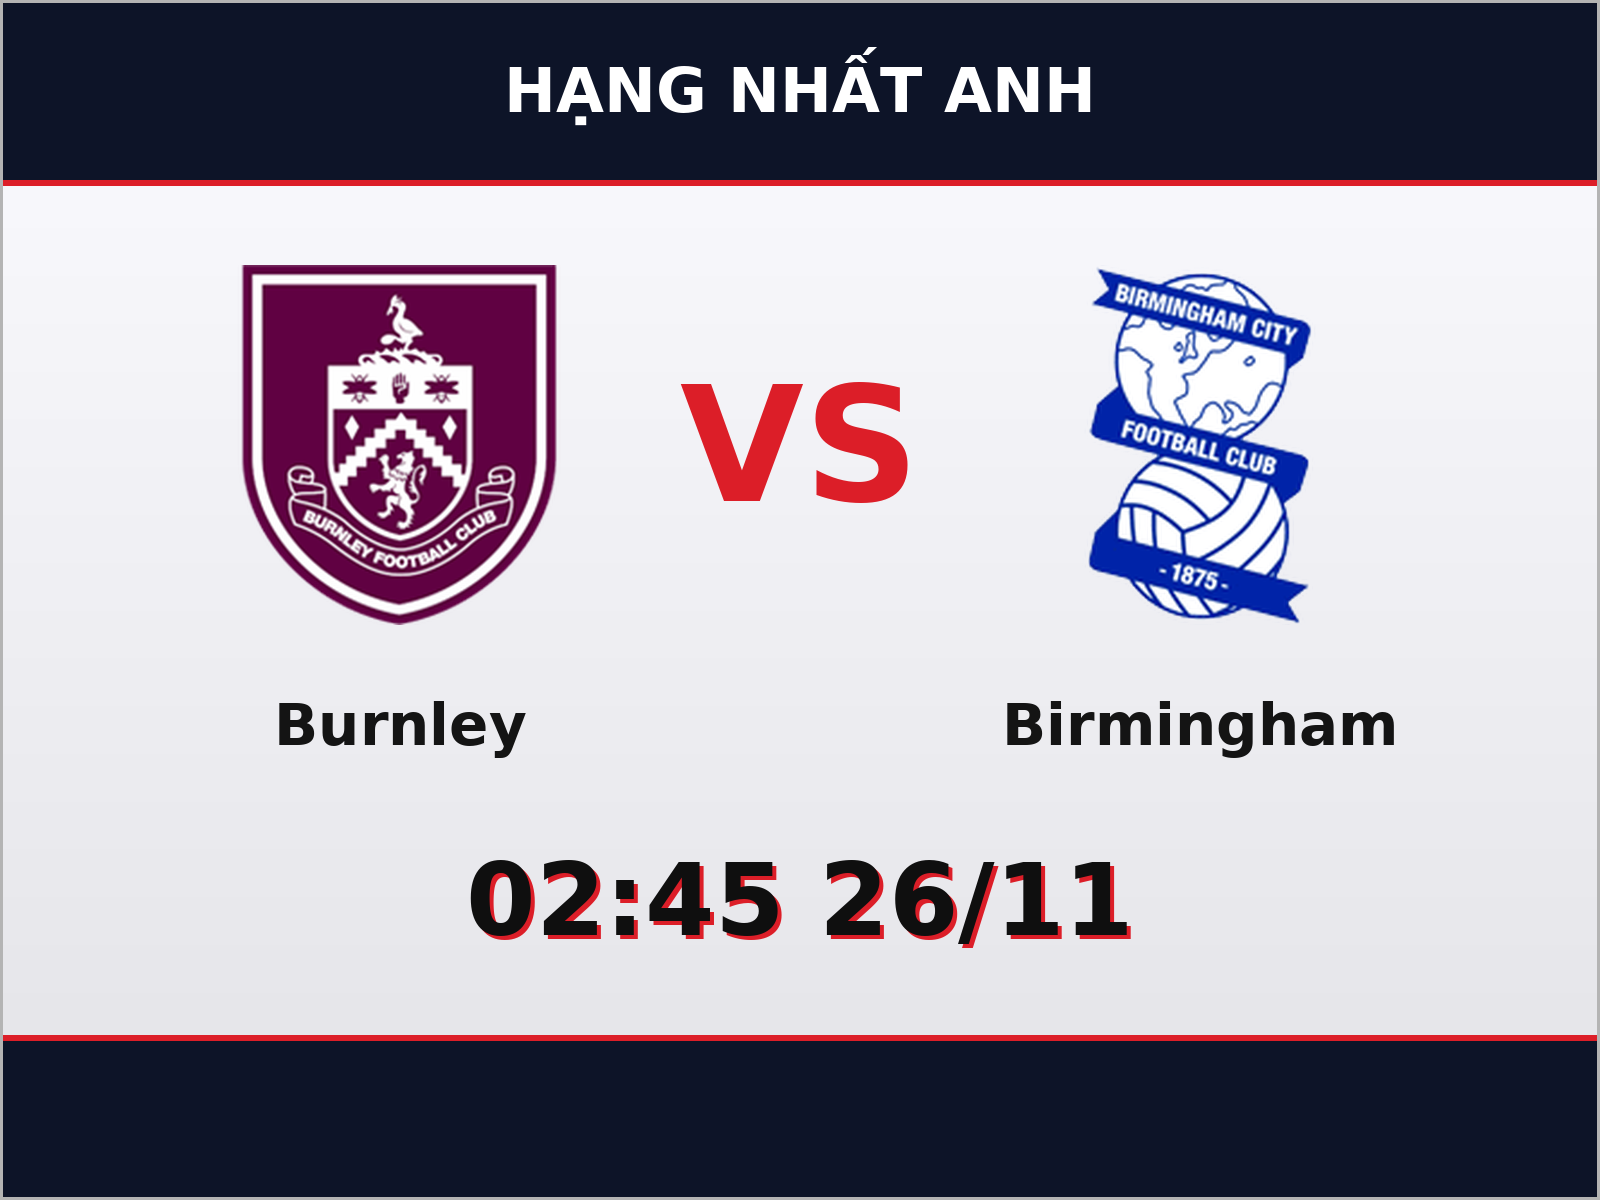 HẠNG NHẤT ANH
BURNLEY FOOTBALL CLUB
VS
BIRMINGHAM CITY
FOOTBALL CLUB
- 1875 -
Burnley
Birmingham
02:45 26/11